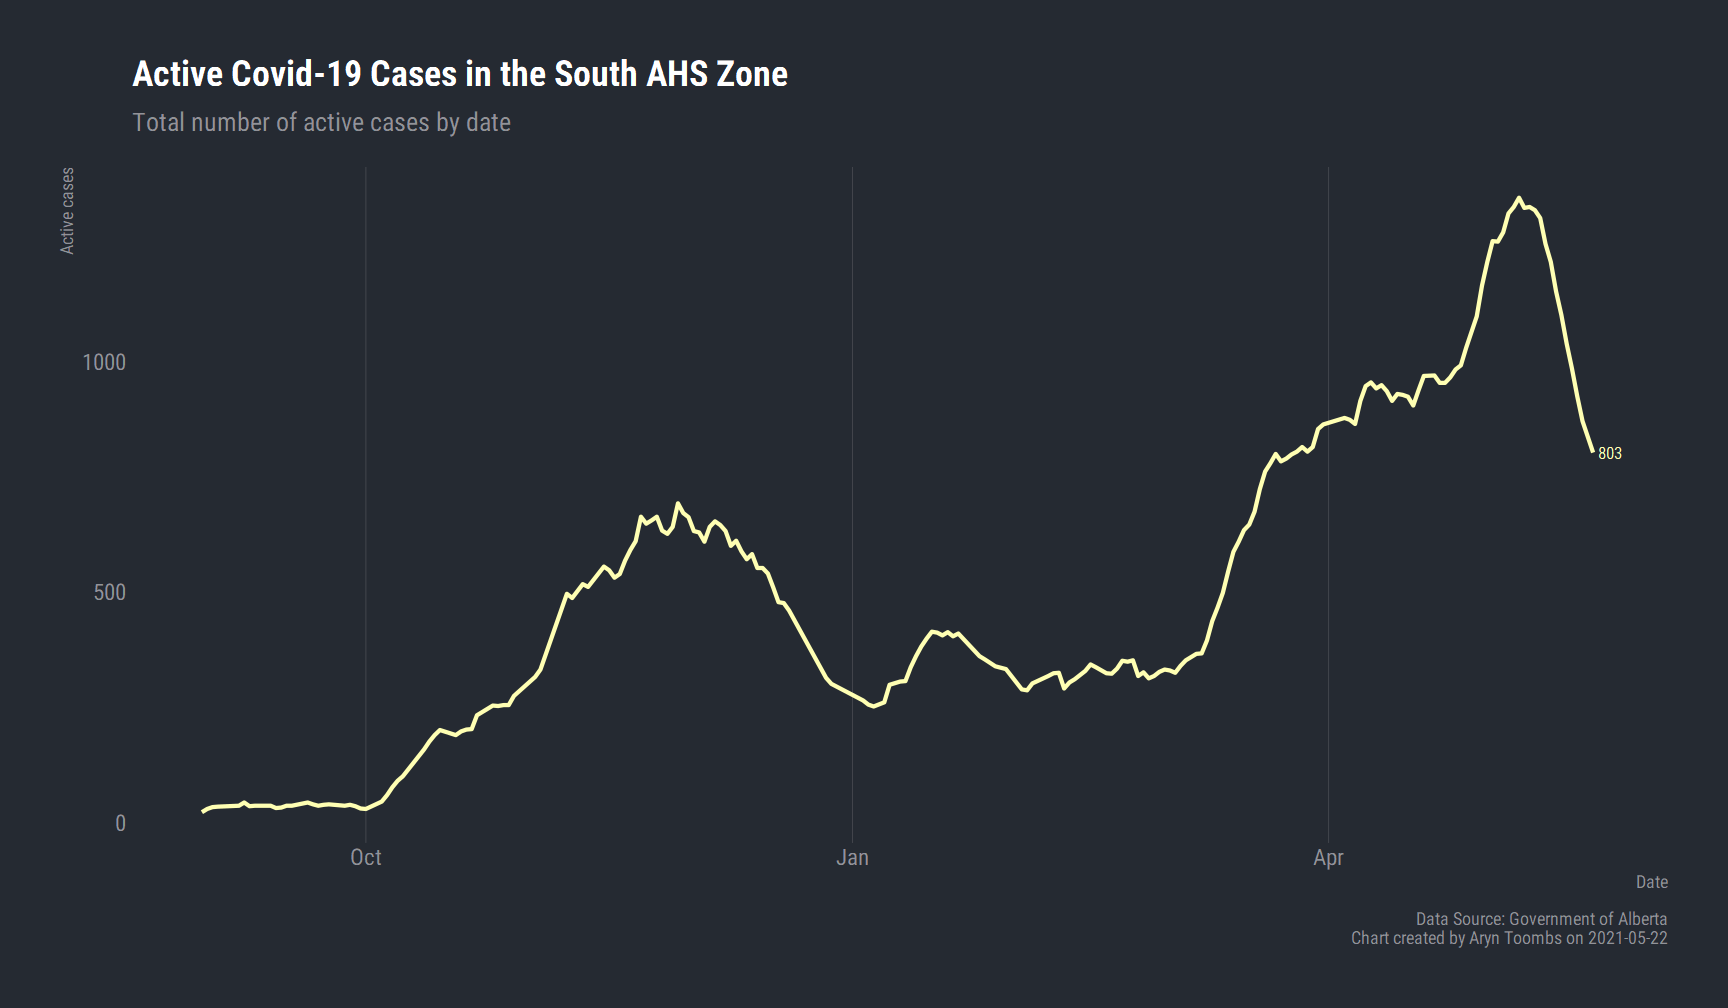 Active Covid-19 Cases in the South AHS Zone
Total number of active cases by date
Active cases
1000
500
0
803
Oct
Jan
Apr
Date
Data Source: Government of Alberta
Chart created by Aryn Toombs on 2021-05-22